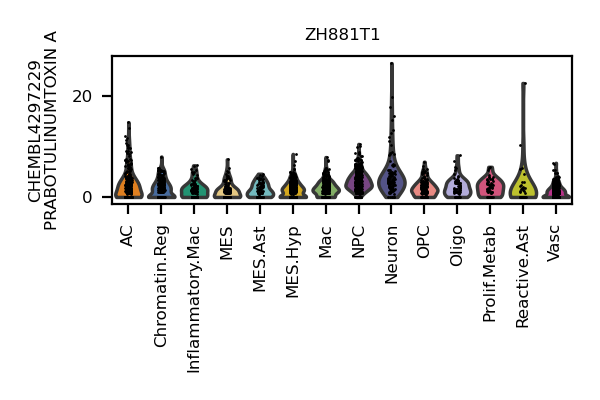 ZH881T1
CHEMBL4297229
PRABOTULINUMTOXIN A
20
0
AC
Chromatin.Reg
Inflammatory.Mac
MES
MES.Ast
MES.Hyp
Mac
NPC
Neuron
OPC
Oligo
Prolif.Metab
Reactive.Ast
Vasc